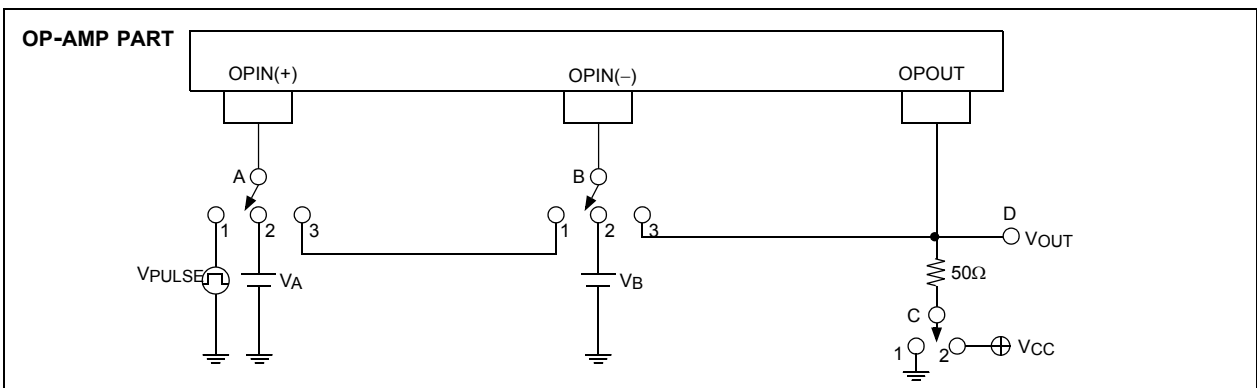 OP-AMP PART
OPIN(+)
OPIN(−)
OPOUT
A
B
1
2
3
1
2
3
D
VOUT
VPULSE
VA
VB
50Ω
C
1
2
VCC